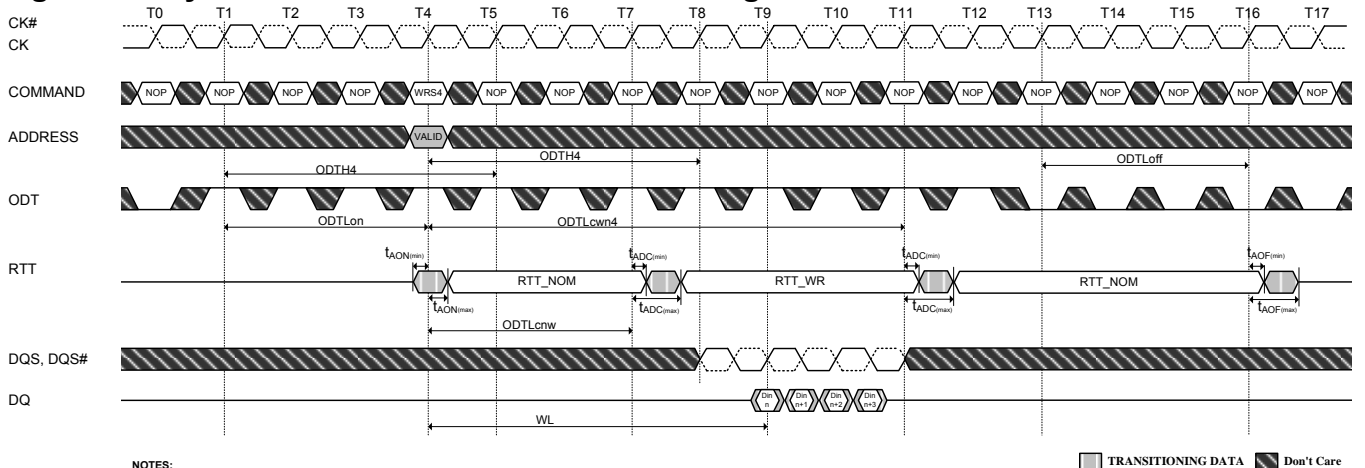 T0 T1 T2 T3 T4 T5 T6 T7 T8 T9 T10 T11 T12 T13 T14 T15 T16 T17
CK#
CK
COMMAND NOP NOP NOP NOP WRS4 NOP NOP NOP NOP NOP NOP NOP NOP NOP NOP NOP NOP NOP
ADDRESS VALID
ODTH4 ODTLoff
ODTH4
ODT
ODTLon ODTLcwn4
tAON(min) tADC(min) tADC(min) tAOF(min)
RTT RTT_NOM RTT_WR RTT_NOM
tAON(max) tADC(max) tADC(max) tAOF(max)
ODTLcnw
DQS, DQS#
DQ Din n Din n+1 Din n+2 Din n+3
WL
NOTES: TRANSITIONING DATA Don't Care